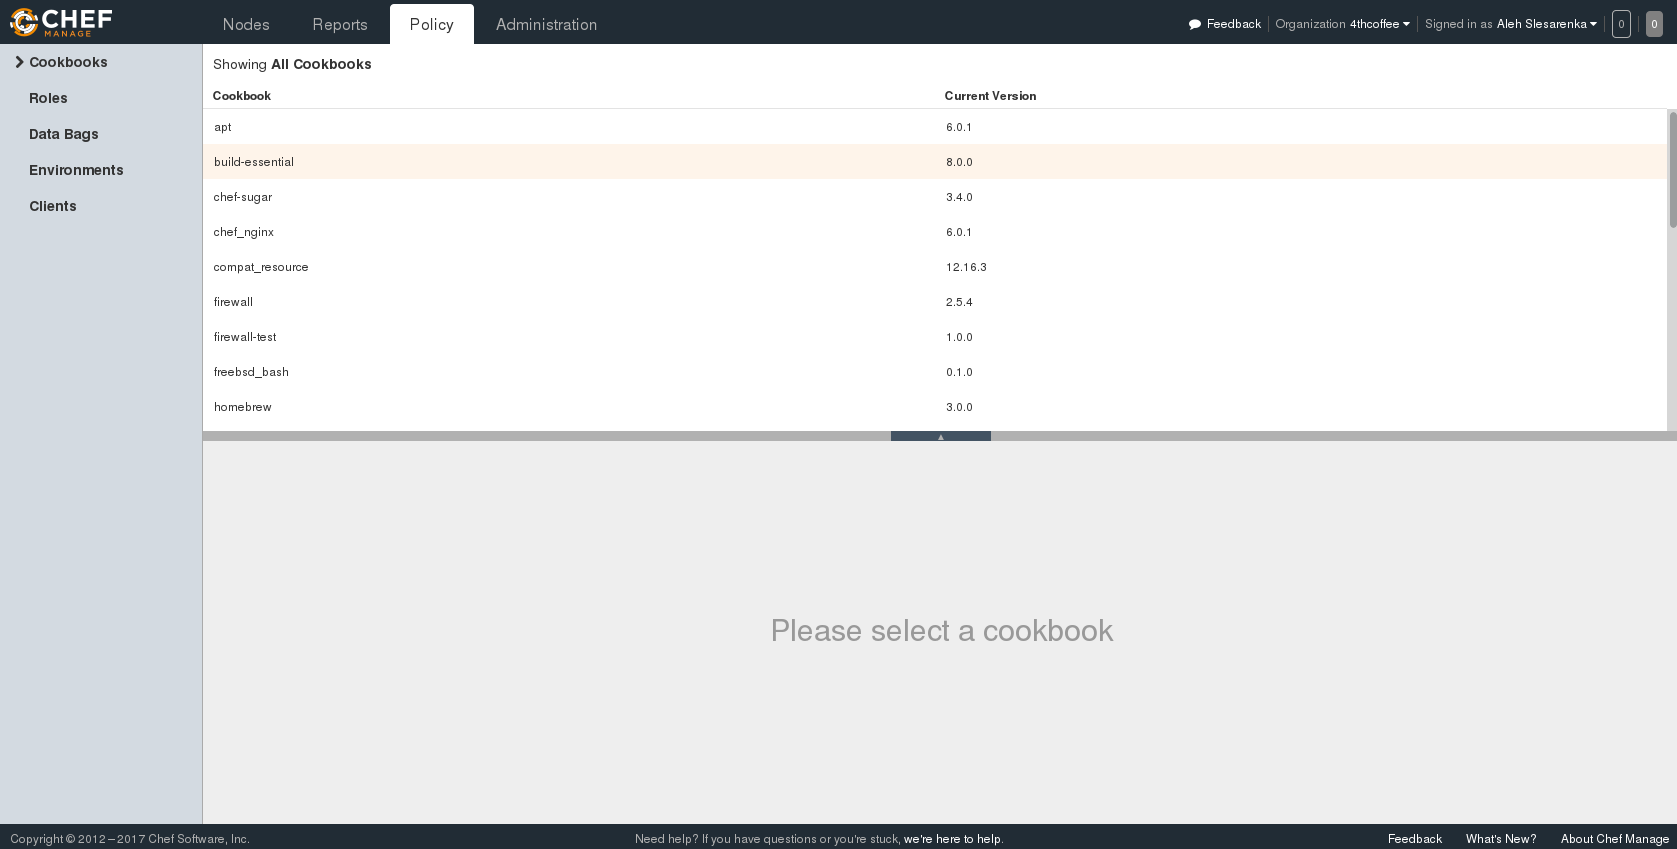 CHEF
MANAGE
Nodes Reports Policy Administration
Feedback Organization 4thcoffee Signed in as Aleh Slesarenka 0 0
Cookbooks
Roles
Data Bags
Environments
Clients
Showing All Cookbooks
Cookbook Current Version
apt 6.0.1
build-essential 8.0.0
chef-sugar 3.4.0
chef_nginx 6.0.1
compat_resource 12.16.3
firewall 2.5.4
firewall-test 1.0.0
freebsd_bash 0.1.0
homebrew 3.0.0
Please select a cookbook
Copyright © 2012–2017 Chef Software, Inc. Need help? If you have questions or you're stuck, we're here to help. Feedback What's New? About Chef Manage